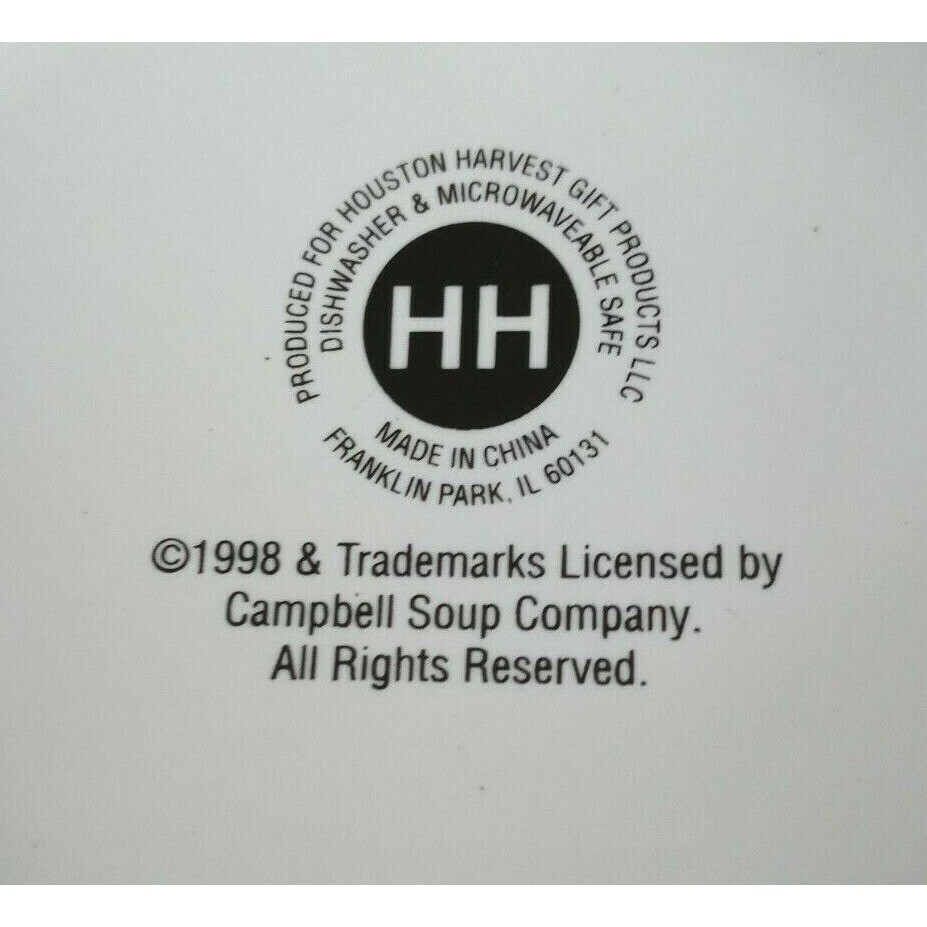 PRODUCED FOR HOUSTON HARVEST GIFT PRODUCTS LLC
DISHWASHER & MICROWAVEABLE SAFE
HH
MADE IN CHINA
FRANKLIN PARK, IL 60131
©1998 & Trademarks Licensed by
Campbell Soup Company.
All Rights Reserved.